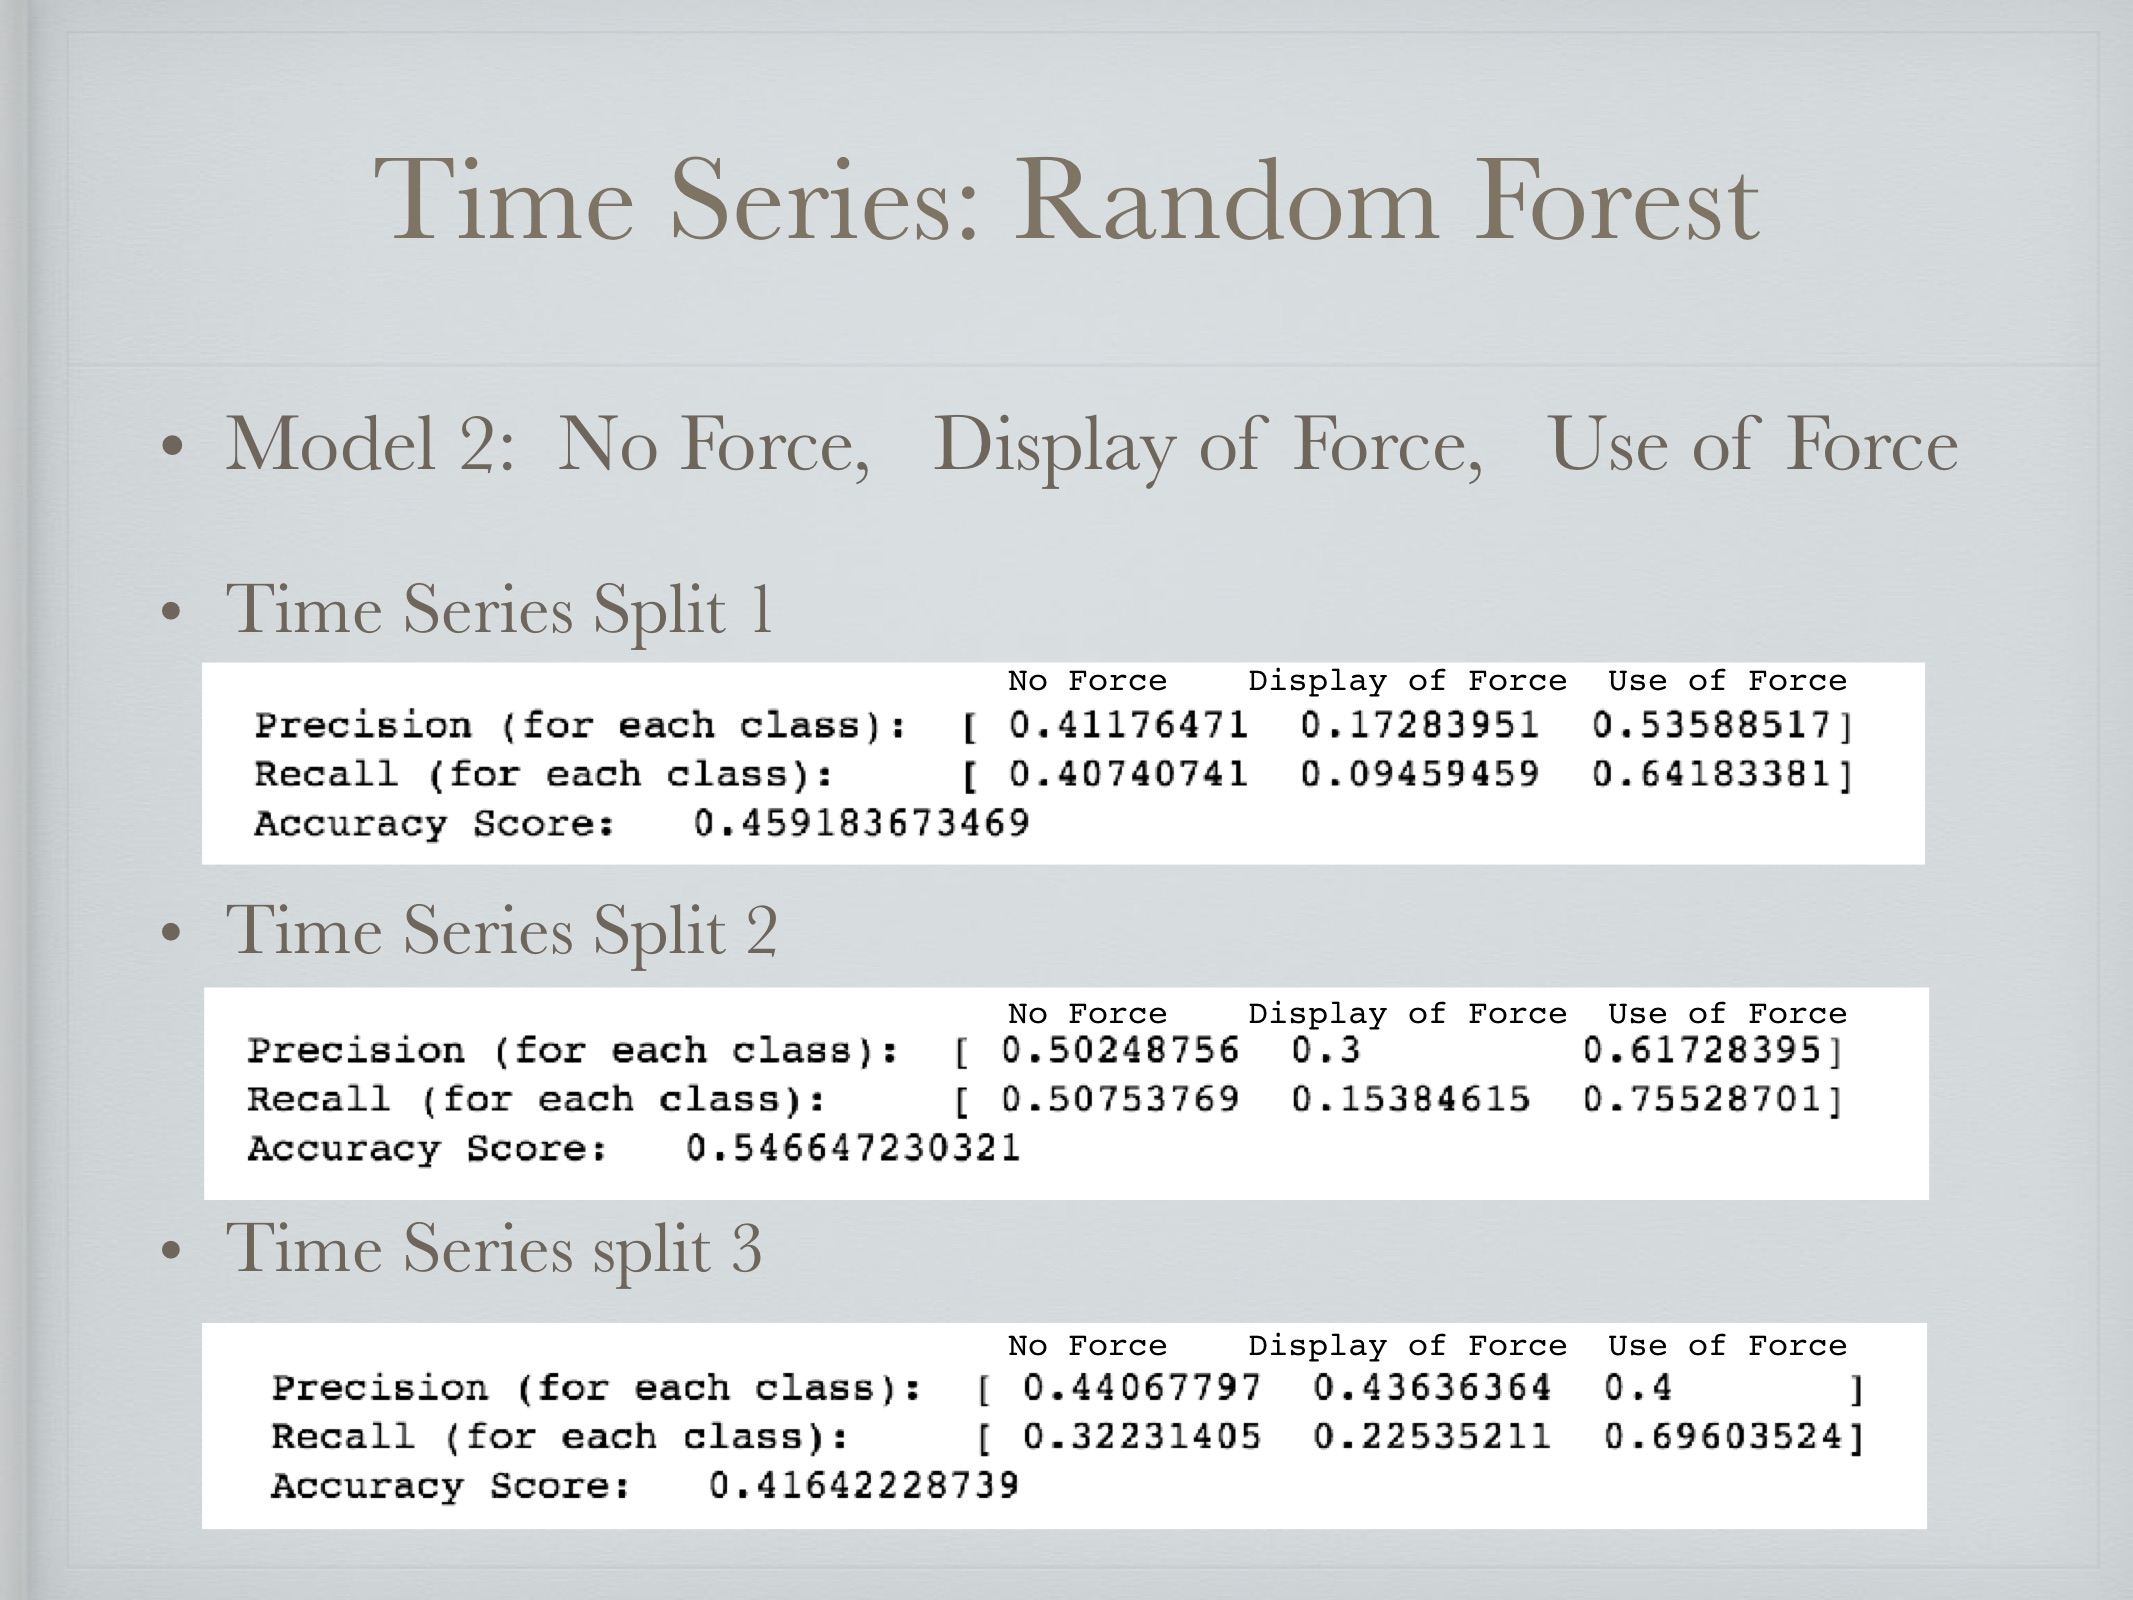 Time Series: Random Forest
• Model 2: No Force, Display of Force, Use of Force
• Time Series Split 1
No Force Display of Force Use of Force
Precision (for each class): [ 0.41176471 0.17283951 0.53588517]
Recall (for each class): [ 0.40740741 0.09459459 0.64183381]
Accuracy Score: 0.459183673469
• Time Series Split 2
No Force Display of Force Use of Force
Precision (for each class): [ 0.50248756 0.3 0.61728395]
Recall (for each class): [ 0.50753769 0.15384615 0.75528701]
Accuracy Score: 0.546647230321
• Time Series split 3
No Force Display of Force Use of Force
Precision (for each class): [ 0.44067797 0.43636364 0.4 ]
Recall (for each class): [ 0.32231405 0.22535211 0.69603524]
Accuracy Score: 0.41642228739